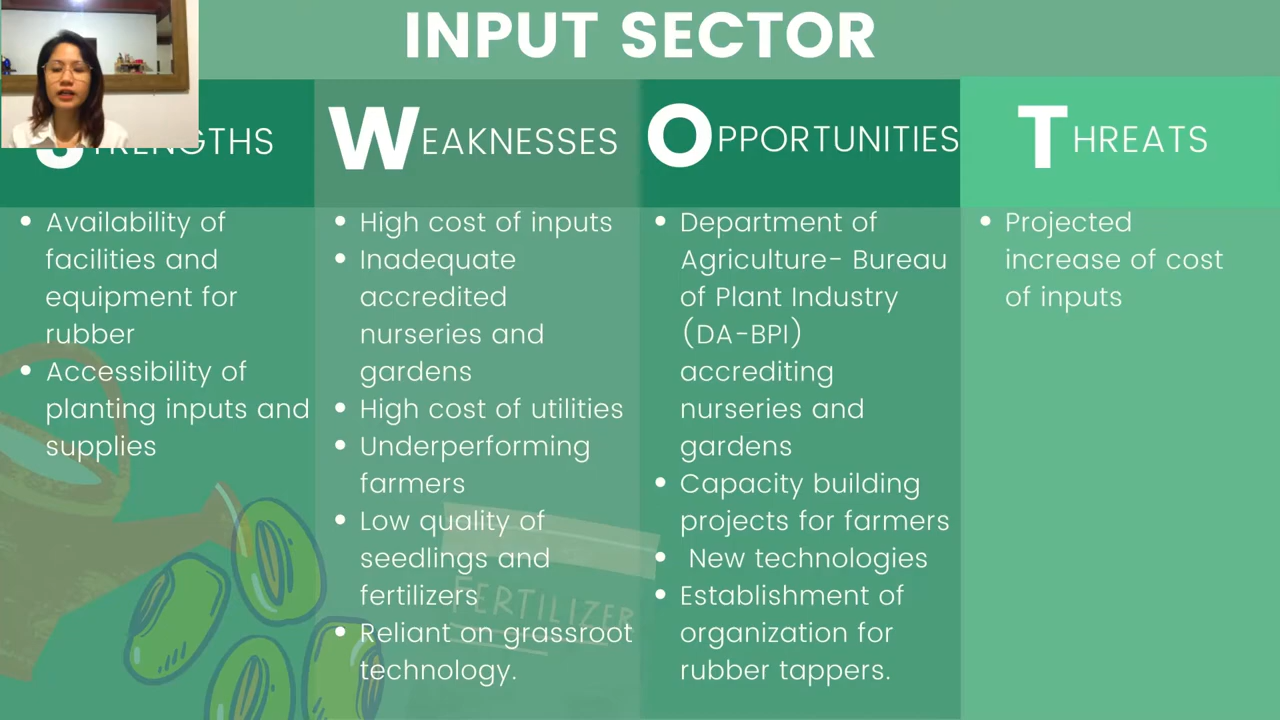 INPUT SECTOR
STRENGTHS
• Availability of
facilities and
equipment for
rubber
• Accessibility of
planting inputs and
supplies
WEAKNESSES
• High cost of inputs
• Inadequate
accredited
nurseries and
gardens
• High cost of utilities
• Underperforming
farmers
• Low quality of
seedlings and
fertilizers
• Reliant on grassroot
technology.
OPPORTUNITIES
• Department of
Agriculture- Bureau
of Plant Industry
(DA-BPI)
accrediting
nurseries and
gardens
• Capacity building
projects for farmers
• New technologies
• Establishment of
organization for
rubber tappers.
THREATS
• Projected
increase of cost
of inputs
FERTILIZER